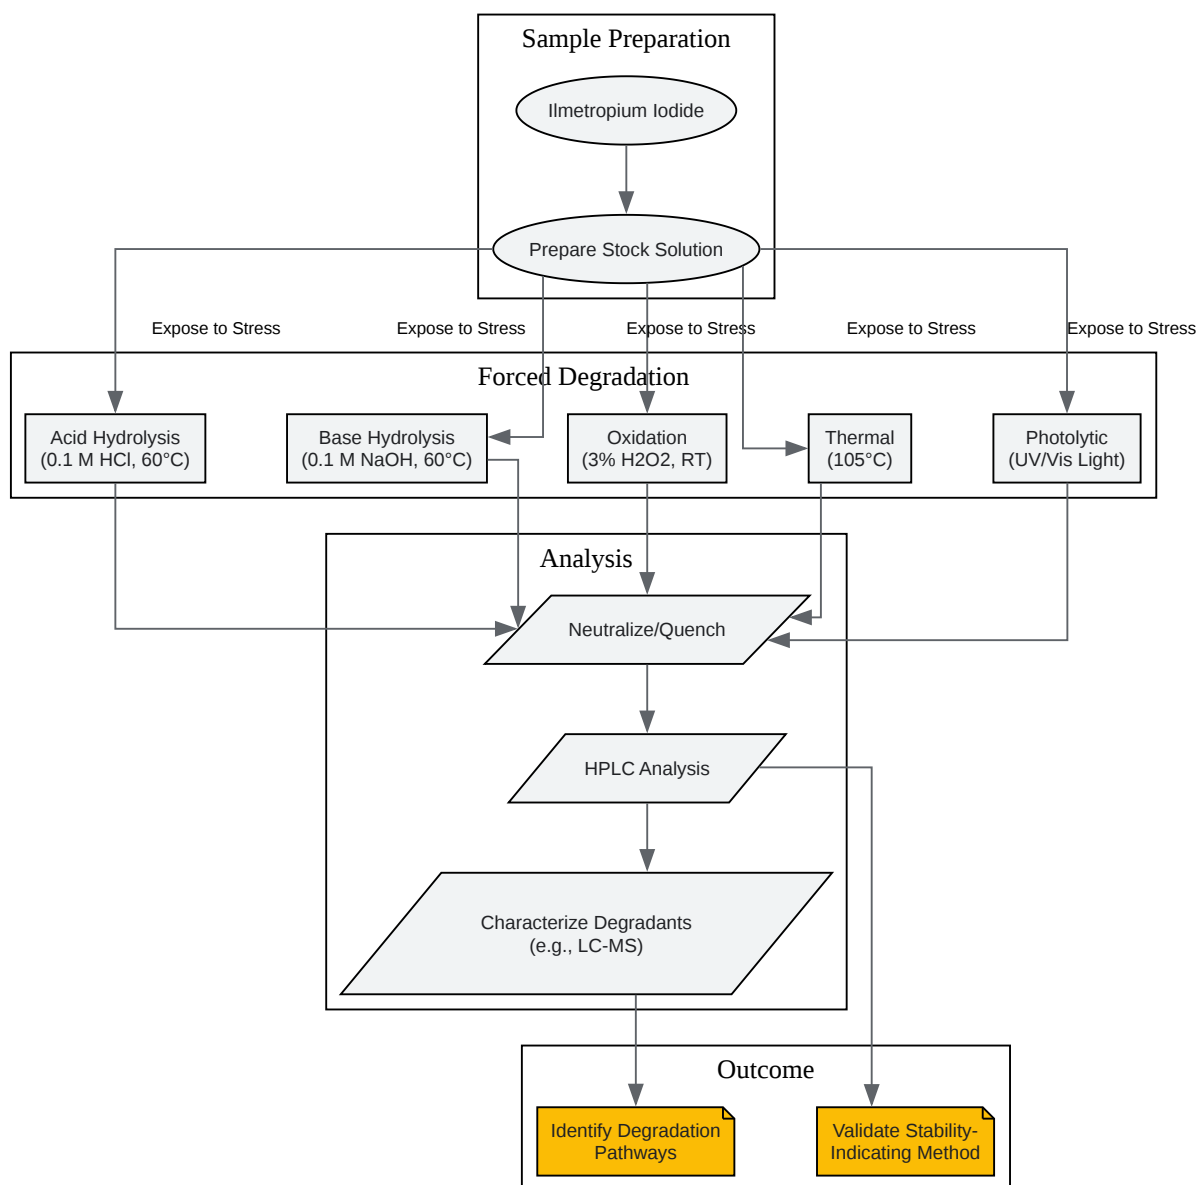 Sample Preparation
Ilmetropium Iodide
Prepare Stock Solution
Expose to Stress
Expose to Stress
Expose to Stress
Expose to Stress
Expose to Stress
Forced Degradation
Acid Hydrolysis
(0.1 M HCl, 60°C)
Base Hydrolysis
(0.1 M NaOH, 60°C)
Oxidation
(3% H2O2, RT)
Thermal
(105°C)
Photolytic
(UV/Vis Light)
Analysis
Neutralize/Quench
HPLC Analysis
Characterize Degradants
(e.g., LC-MS)
Outcome
Identify Degradation
Pathways
Validate Stability-
Indicating Method